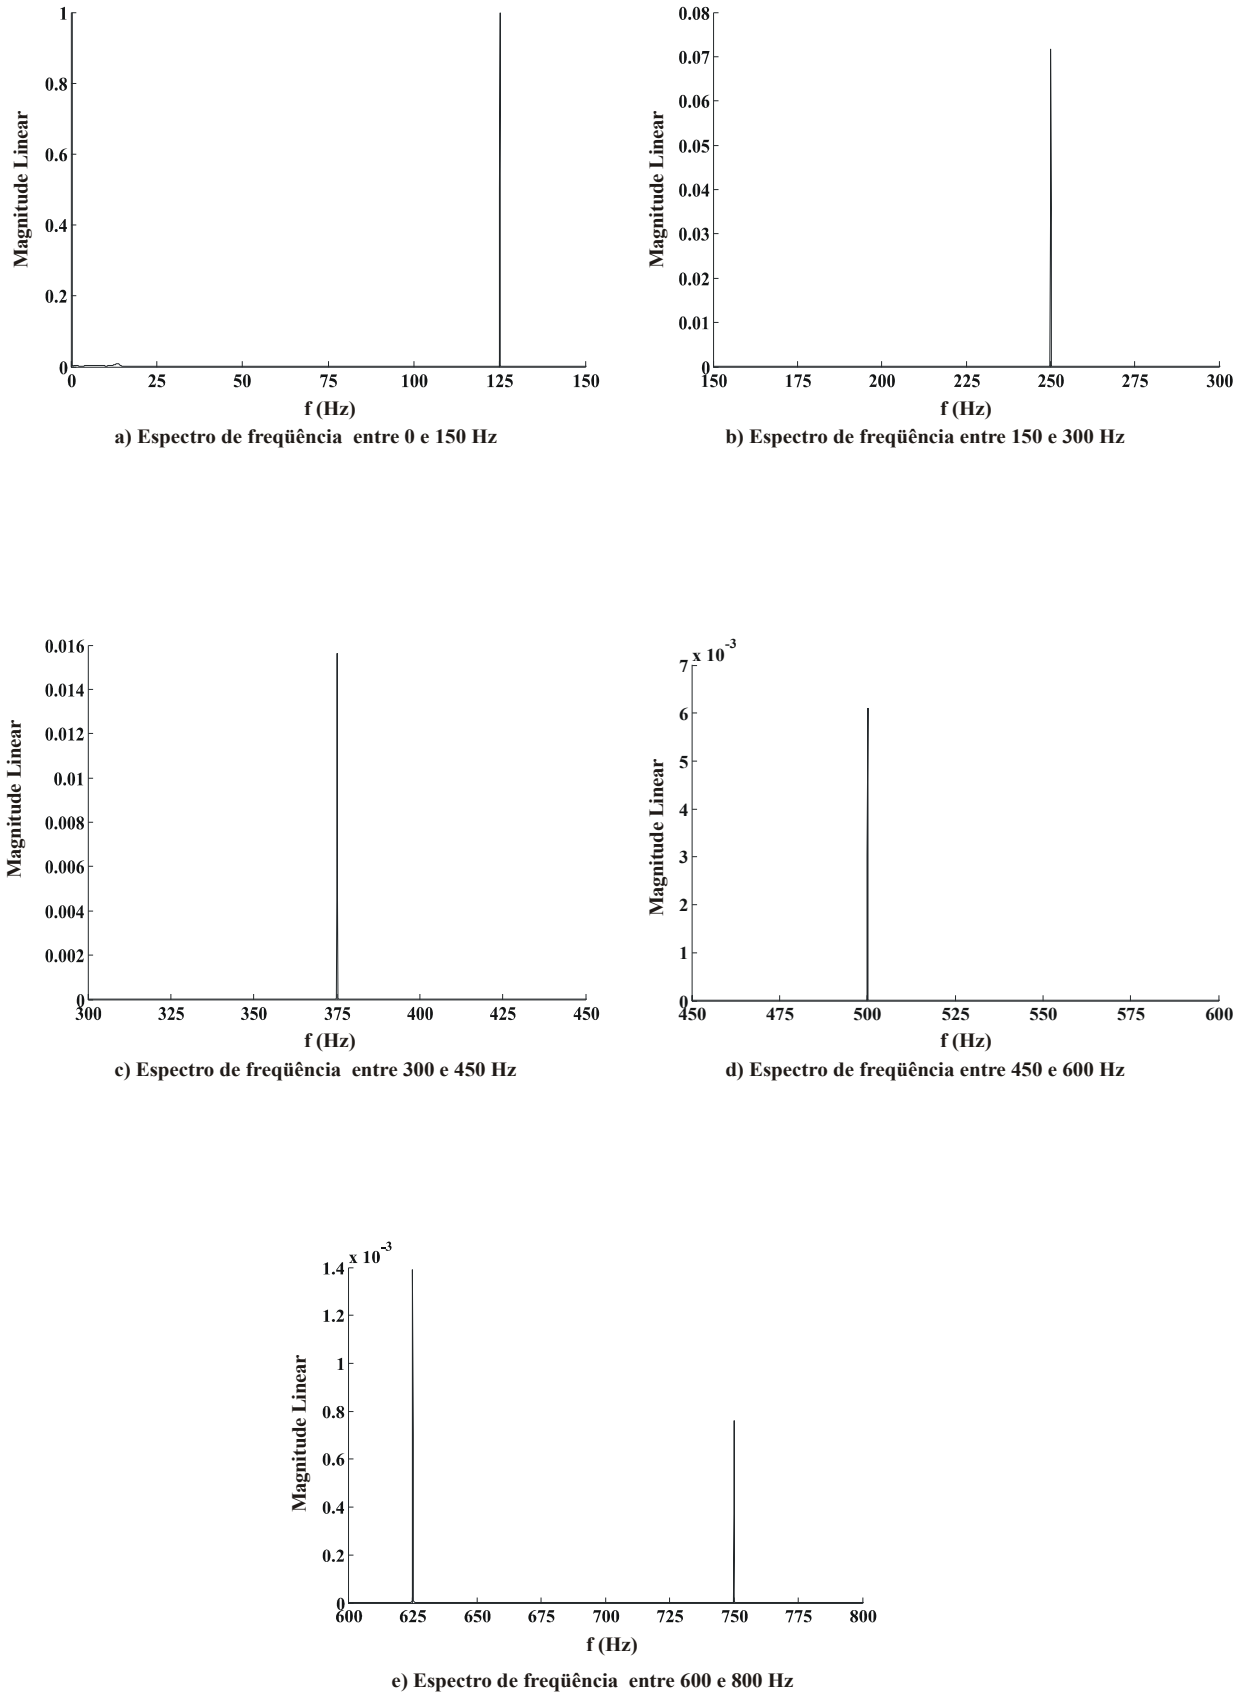 1
0.8
0.6
0.4
0.2
0
Magnitude Linear
0 25 50 75 100 125 150
f (Hz)
a) Espectro de freqüência entre 0 e 150 Hz
0.08
0.07
0.06
0.05
0.04
0.03
0.02
0.01
0
Magnitude Linear
150 175 200 225 250 275 300
f (Hz)
b) Espectro de freqüência entre 150 e 300 Hz
0.016
0.014
0.012
0.01
0.008
0.006
0.004
0.002
0
Magnitude Linear
300 325 350 375 400 425 450
f (Hz)
c) Espectro de freqüência entre 300 e 450 Hz
x 10-3
7
6
5
4
3
2
1
0
Magnitude Linear
450 475 500 525 550 575 600
f (Hz)
d) Espectro de freqüência entre 450 e 600 Hz
x 10-3
1.4
1.2
1
0.8
0.6
0.4
0.2
0
Magnitude Linear
600 625 650 675 700 725 750 775 800
f (Hz)
e) Espectro de freqüência entre 600 e 800 Hz